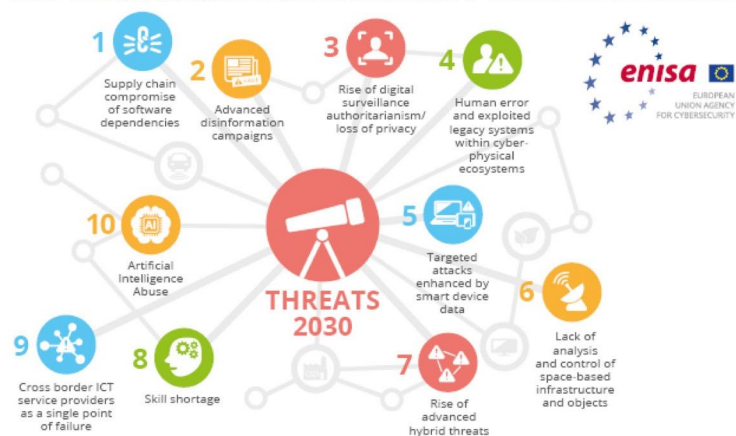 1
Supply chain
compromise
of software
dependencies
2
Advanced
disinformation
campaigns
3
Rise of digital
surveillance
authoritarianism/
loss of privacy
4
Human error
and exploited
legacy systems
within cyber-
physical
ecosystems
enisa
EUROPEAN
UNION AGENCY
FOR CYBERSECURITY
10
AI
Artificial
Intelligence
Abuse
THREATS
2030
5
Targeted
attacks
enhanced by
smart device
data
6
Lack of
analysis
and control of
space-based
infrastructure
and objects
9
Cross border ICT
service providers
as a single point
of failure
8
Skill shortage
7
Rise of
advanced
hybrid threats